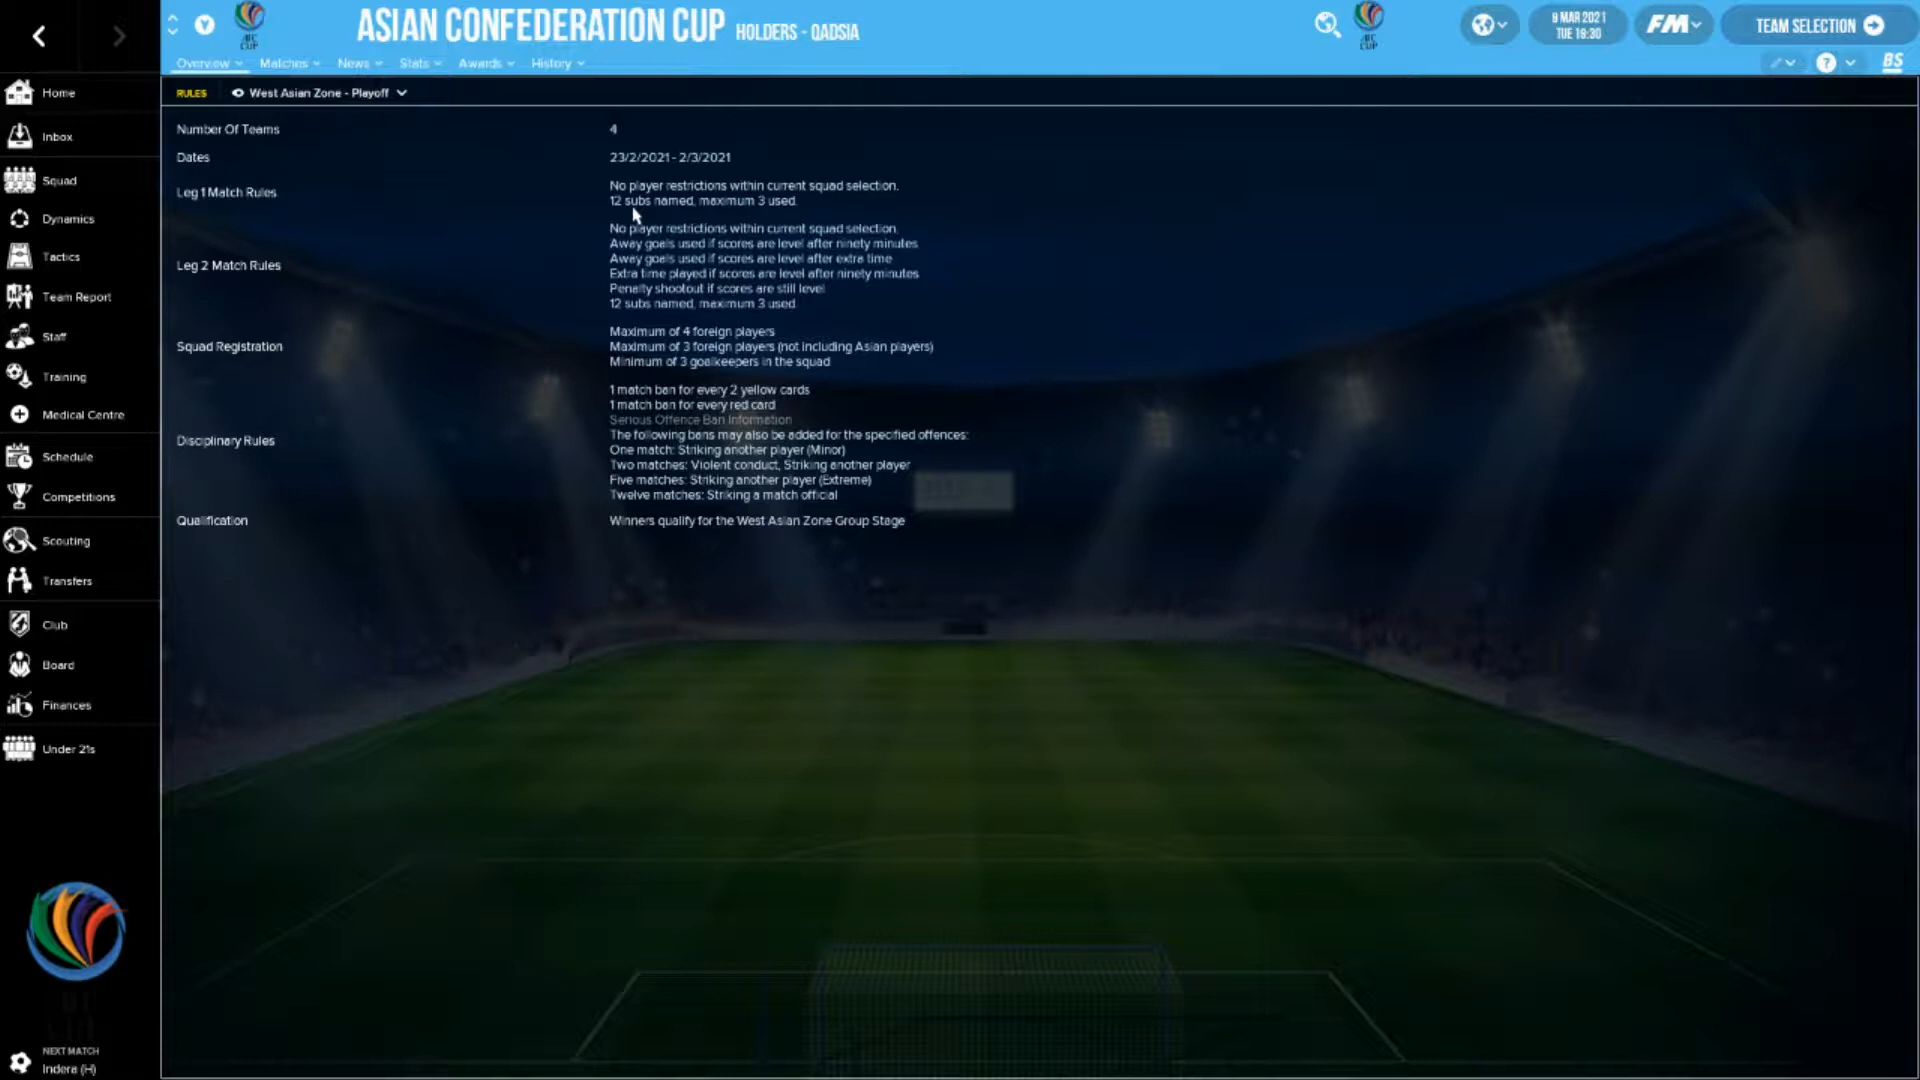 ASIAN CONFEDERATION CUP HOLDERS - QADSIA
AFC CUP
AFC CUP
9 MAR 2021
TUE 19:30
FM
TEAM SELECTION
Overview
Matches
News
Stats
Awards
History
?
BS
RULES
West Asian Zone - Playoff
Home
Inbox
Squad
Dynamics
Tactics
Team Report
Staff
Training
Medical Centre
Schedule
Competitions
Scouting
Transfers
Club
Board
Finances
Under 21s
NEXT MATCH
Indera (H)
Number Of Teams
4
Dates
23/2/2021 - 2/3/2021
Leg 1 Match Rules
No player restrictions within current squad selection.
12 subs named, maximum 3 used.
Leg 2 Match Rules
No player restrictions within current squad selection.
Away goals used if scores are level after ninety minutes
Away goals used if scores are level after extra time
Extra time played if scores are level after ninety minutes
Penalty shootout if scores are still level
12 subs named, maximum 3 used.
Squad Registration
Maximum of 4 foreign players
Maximum of 3 foreign players (not including Asian players)
Minimum of 3 goalkeepers in the squad
Disciplinary Rules
1 match ban for every 2 yellow cards
1 match ban for every red card
Serious Offence Ban Information
The following bans may also be added for the specified offences:
One match: Striking another player (Minor)
Two matches: Violent conduct, Striking another player
Five matches: Striking another player (Extreme)
Twelve matches: Striking a match official
Qualification
Winners qualify for the West Asian Zone Group Stage